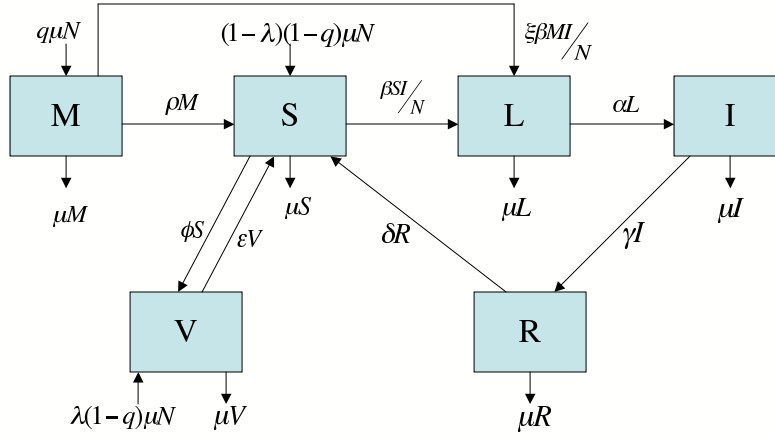 qμN
(1−λ)(1−q)μN
ξβMI/N
M
ρM
S
βSI/N
L
αL
I
μM
μS
μL
μI
ϕS
εV
δR
γI
V
R
λ(1−q)μN
μV
μR